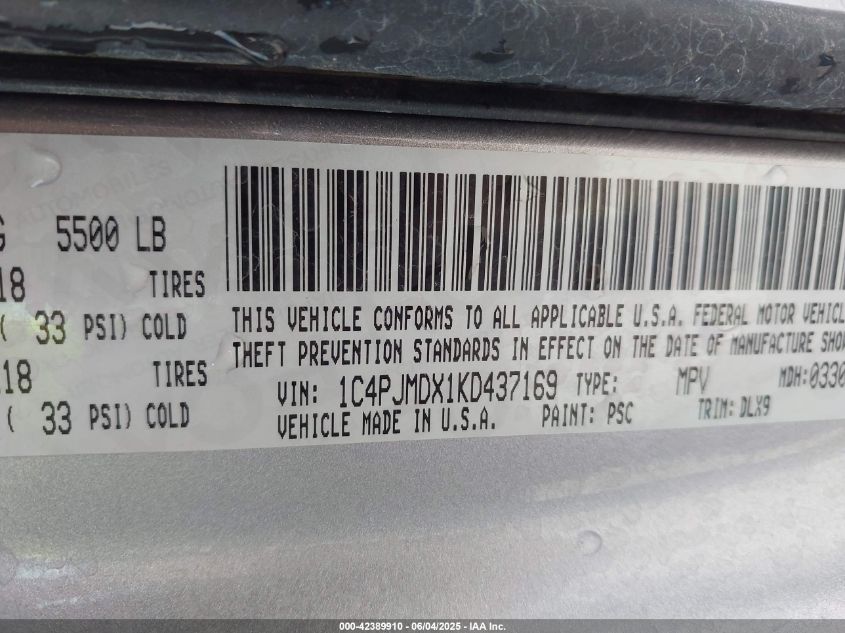 G 5500 LB
18 TIRES
( 33 PSI) COLD
18 TIRES
( 33 PSI) COLD
THIS VEHICLE CONFORMS TO ALL APPLICABLE U.S.A. FEDERAL MOTOR VEHICL
THEFT PREVENTION STANDARDS IN EFFECT ON THE DATE OF MANUFACTURE SHOW
VIN: 1C4PJMDX1KD437169 TYPE: MPV MDH:0330
VEHICLE MADE IN U.S.A. PAINT: PSC TRIM: DLX9
000-42389910 - 06/04/2025 - IAA Inc.